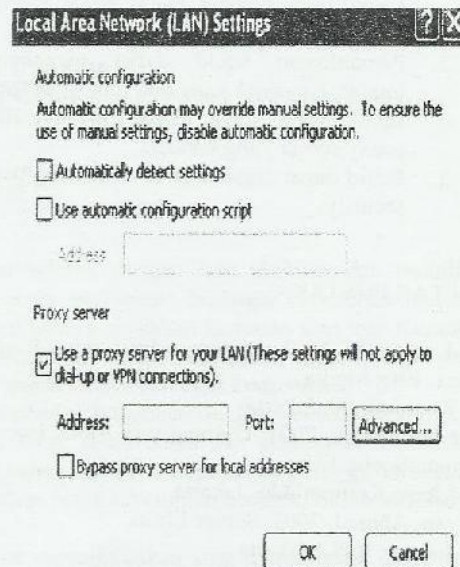 Local Area Network (LAN) Settings ? X
Automatic configuration
Automatic configuration may override manual settings. To ensure the
use of manual settings, disable automatic configuration.
Automatically detect settings
Use automatic configuration script
Address
Proxy server
Use a proxy server for your LAN (These settings will not apply to
dial-up or VPN connections).
Address: Port: Advanced...
Bypass proxy server for local addresses
OK Cancel